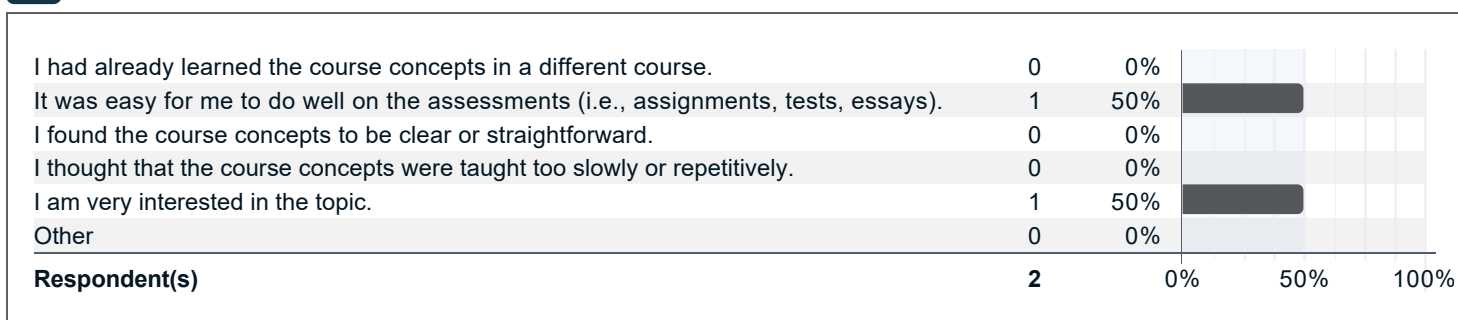 I had already learned the course concepts in a different course. 0 0%
It was easy for me to do well on the assessments (i.e., assignments, tests, essays). 1 50%
I found the course concepts to be clear or straightforward. 0 0%
I thought that the course concepts were taught too slowly or repetitively. 0 0%
I am very interested in the topic. 1 50%
Other 0 0%
Respondent(s) 2 0% 50% 100%